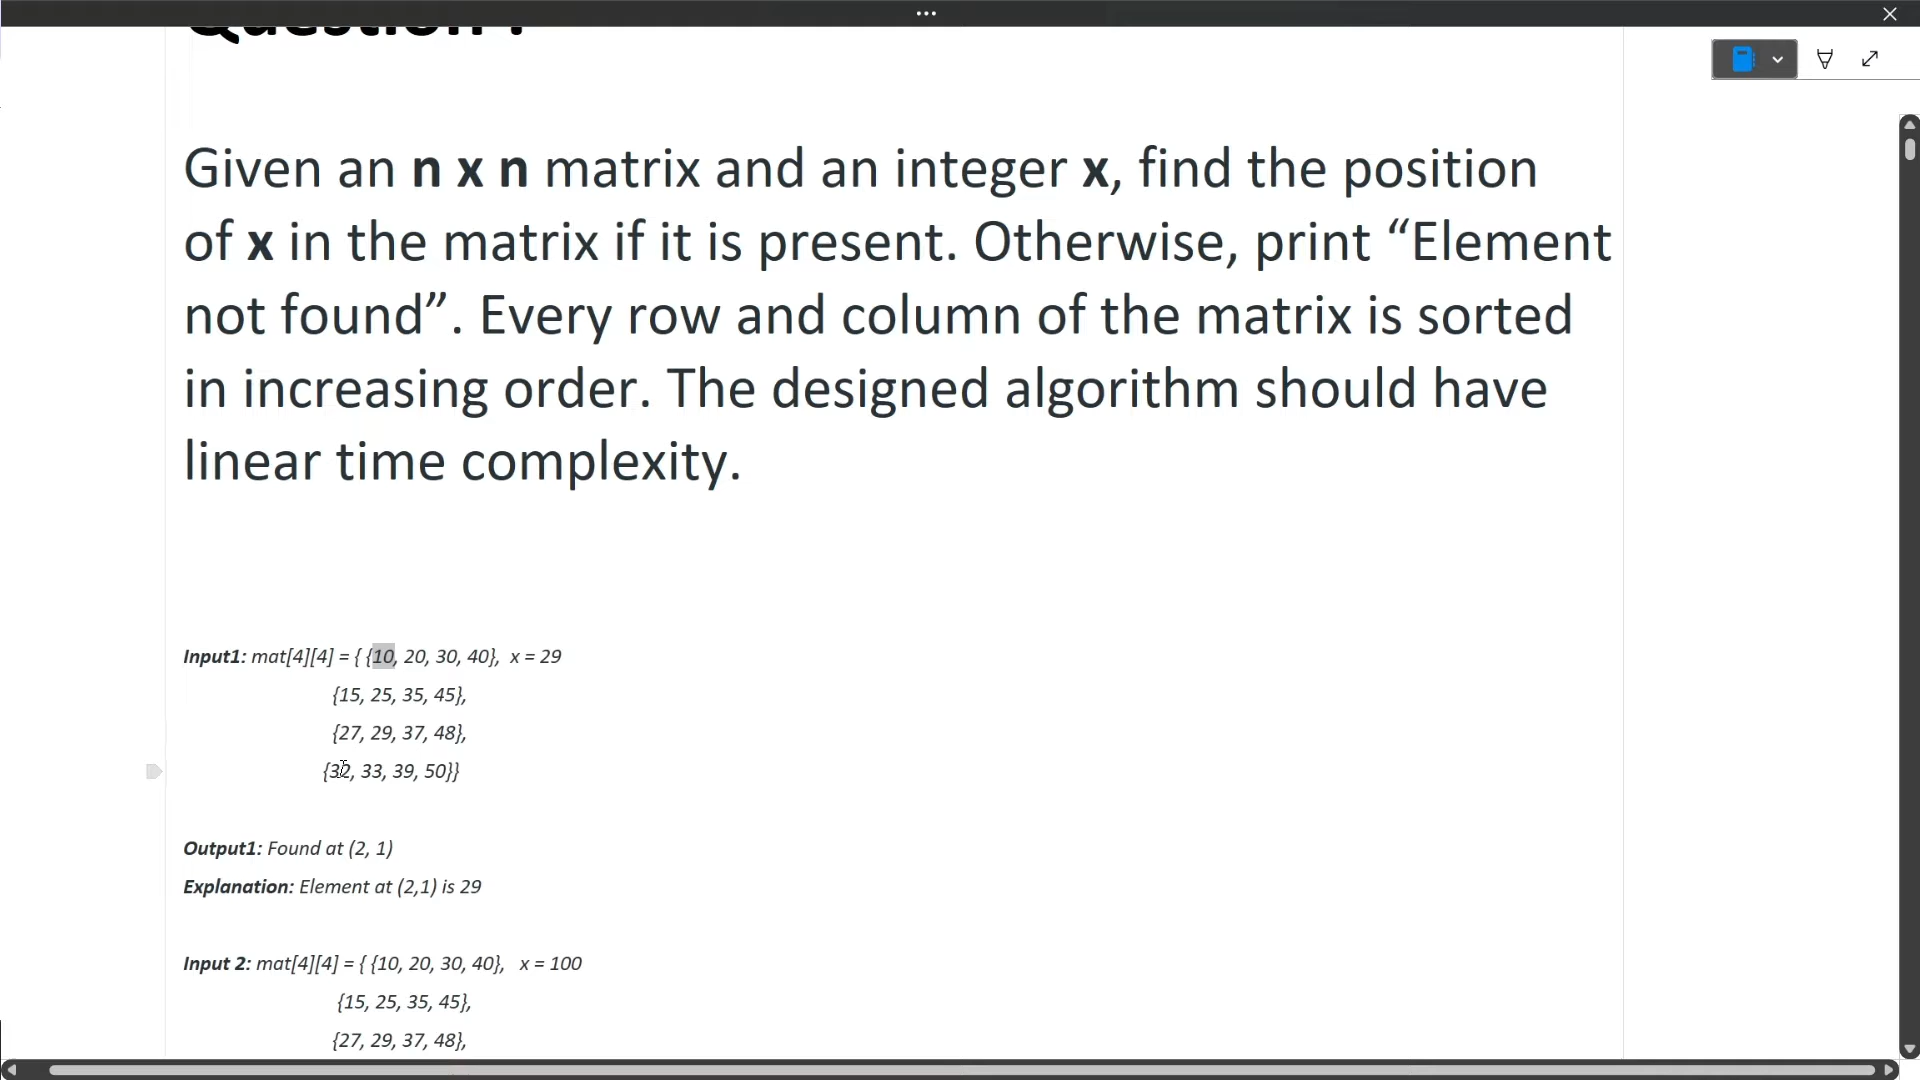 Question :
Given an n x n matrix and an integer x, find the position
of x in the matrix if it is present. Otherwise, print “Element
not found”. Every row and column of the matrix is sorted
in increasing order. The designed algorithm should have
linear time complexity.
Input1: mat[4][4] = { {10, 20, 30, 40}, x = 29
{15, 25, 35, 45},
{27, 29, 37, 48},
{32, 33, 39, 50}}
Output1: Found at (2, 1)
Explanation: Element at (2,1) is 29
Input 2: mat[4][4] = { {10, 20, 30, 40}, x = 100
{15, 25, 35, 45},
{27, 29, 37, 48},